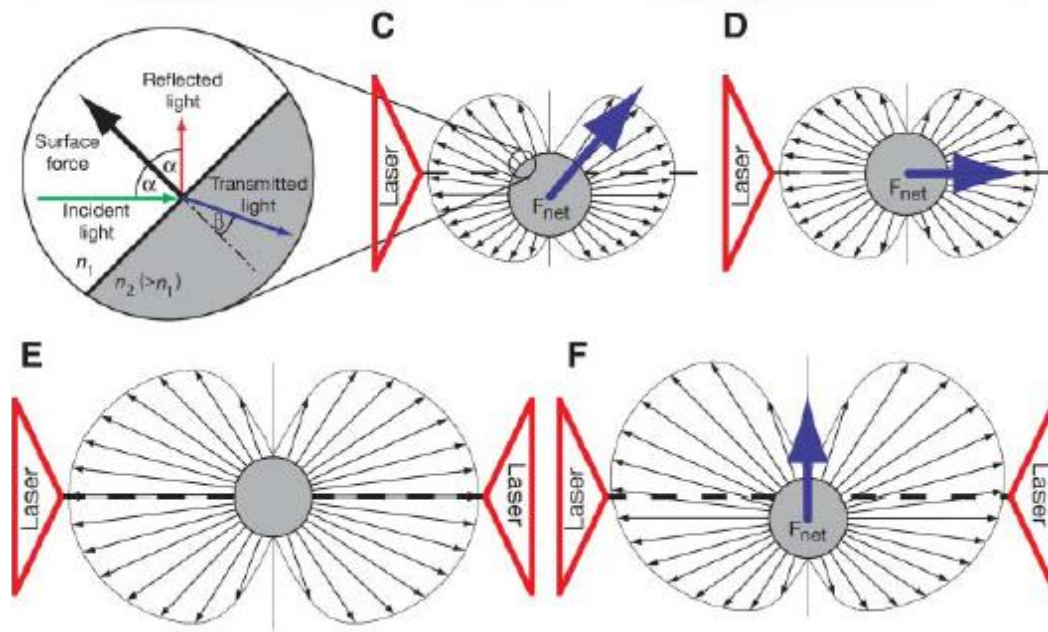 C
D
Reflected
light
Surface
force
α
α
Incident
light
Transmitted
light
β
n1
n2 (>n1)
Laser
Fnet
Laser
Fnet
E
F
Laser
Laser
Laser
Fnet
Laser